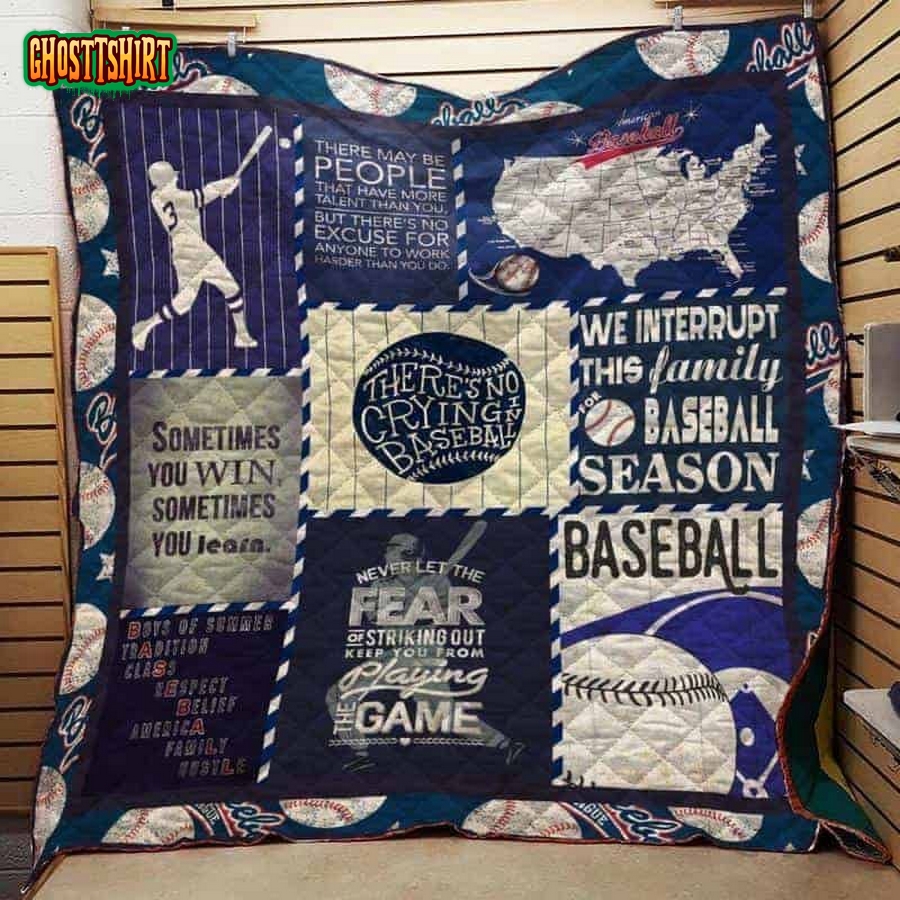 GHOSTTSHIRT
3
THERE MAY BE
PEOPLE
THAT HAVE MORE
TALENT THAN YOU,
BUT THERE'S NO
EXCUSE FOR
ANYONE TO WORK
HARDER THAN YOU DO.
American
Baseball
THERE'S NO
CRYING IN
BASEBALL
WE INTERRUPT
THIS family
FOR BASEBALL
SEASON
SOMETIMES
YOU WIN,
SOMETIMES
YOU learn.
NEVER LET THE
FEAR
OF STRIKING OUT
KEEP YOU FROM
Playing
THE GAME
BASEBALL
BOYS OF SUMMER
TRADITION
CLASS
RESPECT
BELIEF
AMERICA
FAMILY
HUSTLE